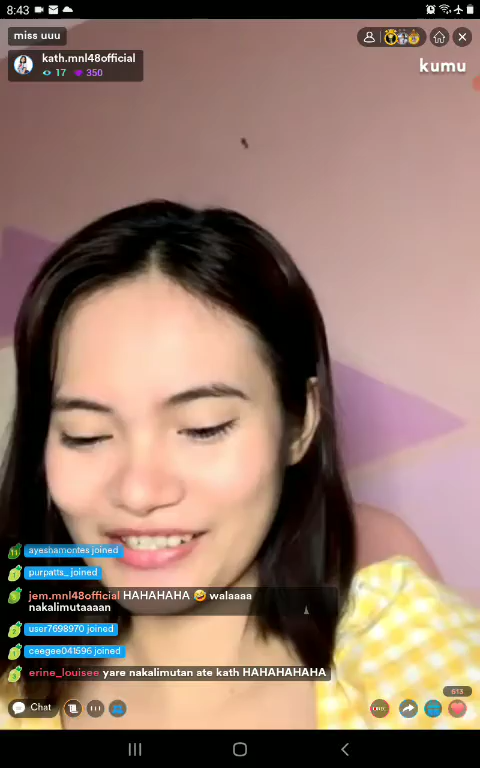 8:43
miss uuu
kath.mnl48official
17 350
kumu
ayeshamontes joined
purpatts_ joined
jem.mnl48official HAHAHAHA 🤣 walaaaa
nakalimutaaaan
user7698970 joined
ceegee041596 joined
erine_louisee yare nakalimutan ate kath HAHAHAHAHA
613
Chat